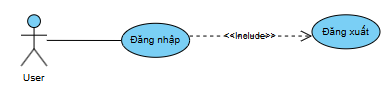 Đăng nhập
<<Include>>
Đăng xuất
User